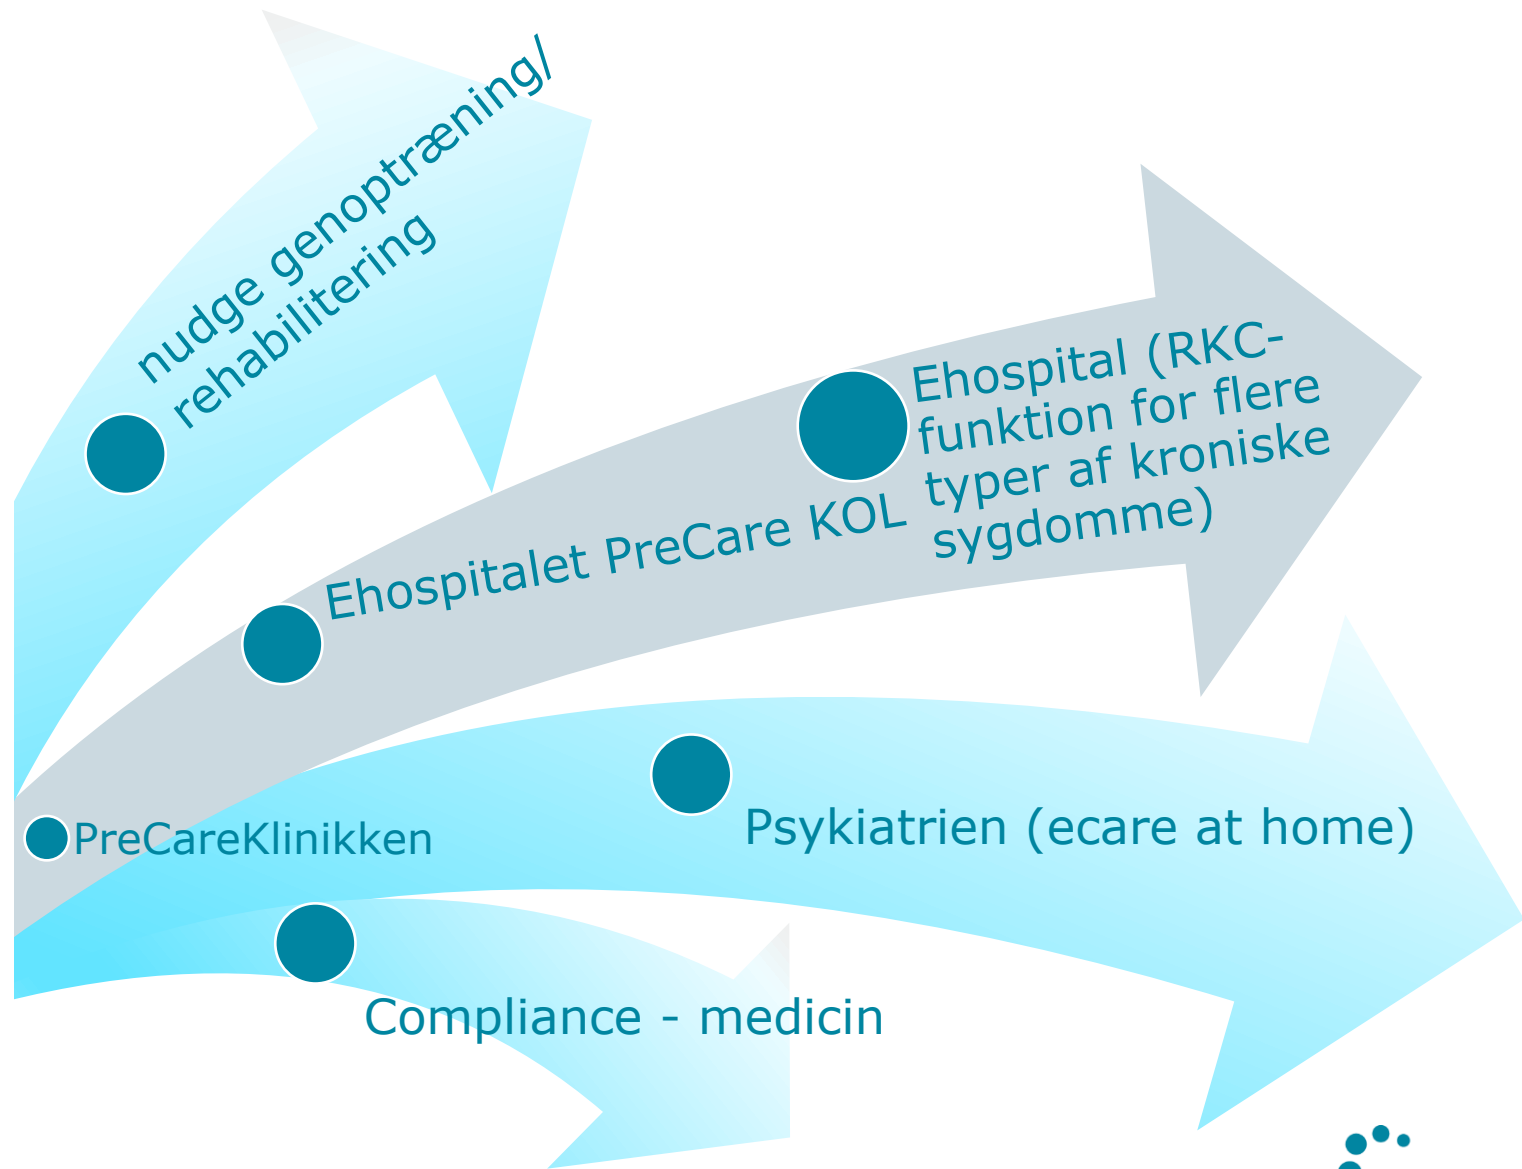 nudge genoptræning/
rehabilitering
Ehospital (RKC-
funktion for flere
typer af kroniske
sygdomme)
Ehospitalet PreCare KOL
PreCareKlinikken
Psykiatrien (ecare at home)
Compliance - medicin